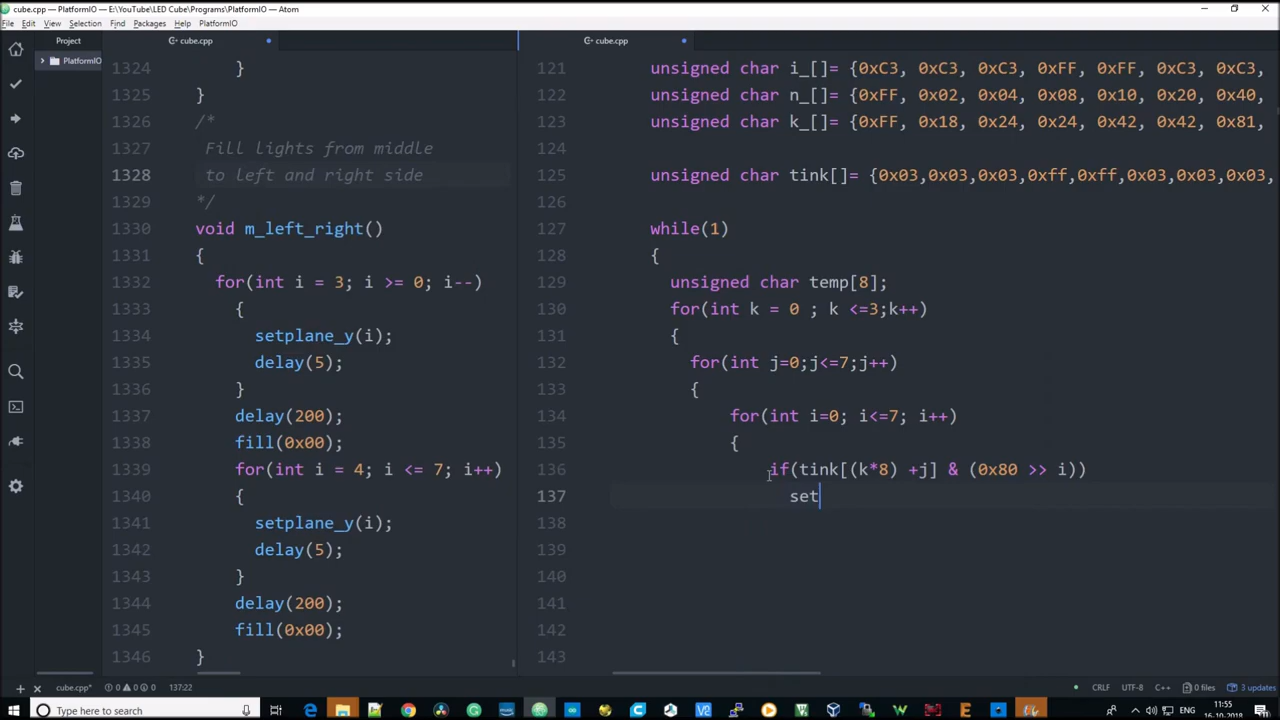 cube.cpp — PlatformIO — E:\YouTube\LED Cube\Programs\PlatformIO — Atom
File Edit View Selection Find Packages Help PlatformIO
Project
PlatformIO
cube.cpp
1324 }
1325 }
1326 /*
1327 Fill lights from middle
1328 to left and right side
1329 */
1330 void m_left_right()
1331 {
1332 for(int i = 3; i >= 0; i--)
1333 {
1334 setplane_y(i);
1335 delay(5);
1336 }
1337 delay(200);
1338 fill(0x00);
1339 for(int i = 4; i <= 7; i++)
1340 {
1341 setplane_y(i);
1342 delay(5);
1343 }
1344 delay(200);
1345 fill(0x00);
1346 }
cube.cpp
121 unsigned char i_[]= {0xC3, 0xC3, 0xC3, 0xFF, 0xFF, 0xC3, 0xC3,
122 unsigned char n_[]= {0xFF, 0x02, 0x04, 0x08, 0x10, 0x20, 0x40,
123 unsigned char k_[]= {0xFF, 0x18, 0x24, 0x24, 0x42, 0x42, 0x81,
124
125 unsigned char tink[]= {0x03,0x03,0x03,0xff,0xff,0x03,0x03,0x03,
126
127 while(1)
128 {
129 unsigned char temp[8];
130 for(int k = 0 ; k <=3;k++)
131 {
132 for(int j=0;j<=7;j++)
133 {
134 for(int i=0; i<=7; i++)
135 {
136 if(tink[(k*8) +j] & (0x80 >> i))
137 set
138
139
140
141
142
143
cube.cpp* 0 0 0 137:22
CRLF UTF-8 C++ 0 files 3 updates
Type here to search
ENG
11:55
16-10-2018